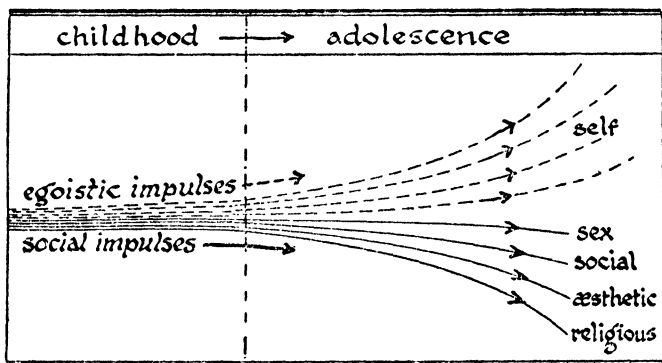 childhood → adolescence
self
egoistic impulses
social impulses
sex
social
æsthetic
religious